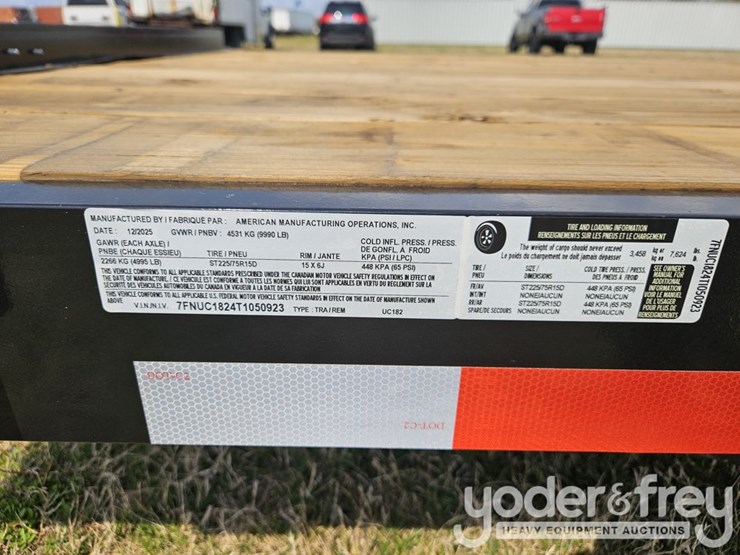 MANUFACTURED BY / FABRIQUÉ PAR: AMERICAN MANUFACTURING OPERATIONS, INC.
DATE: 12/2025 GVWR / PNBV: 4531 KG (9990 LB)
GAWR (EACH AXLE) /
PNBE (CHAQUE ESSIEU) TIRE / PNEU RIM / JANTE COLD INFL. PRESS. / PRESS. DE GONFL. À FROID KPA (PSI / LPC)
2266 KG (4995 LB) ST225/75R15D 15 X 6J 448 KPA (65 PSI)
THIS VEHICLE CONFORMS TO ALL APPLICABLE STANDARDS PRESCRIBED UNDER THE CANADIAN MOTOR VEHICLE SAFETY REGULATIONS IN EFFECT ON
THE DATE OF MANUFACTURE. / CE VÉHICULE EST CONFORME À TOUTES LES NORMES QUI LUI SONT APPLICABLES EN VERTU DU RÈGLEMENT SUR LA
SÉCURITÉ DES VÉHICULES AUTOMOBILES DU CANADA EN VIGUEUR À LA DATE DE SA FABRICATION
THIS VEHICLE CONFORMS TO ALL APPLICABLE FEDERAL MOTOR VEHICLE SAFETY STANDARDS IN EFFECT ON THE DATE OF MANUFACTURE SHOWN
ABOVE
V.I.N./N.I.V. 7FNUC1824T1050923 TYPE: TRA / REM UC182
TIRE AND LOADING INFORMATION
RENSEIGNEMENTS SUR LES PNEUS ET LE CHARGEMENT
The weight of cargo should never exceed
Le poids du chargement ne doit jamais dépasser
3,458 kg or kg ou 7,624 lbs. lb.
TIRE / PNEU SIZE / DIMENSIONS COLD TIRE PRESS. / PRESS. À FROID
FR/AV ST225/75R15D 448 KPA (65 PSI)
INT/INT NONE/AUCUN NONE/AUCUN
RR/AR ST225/75R15D 448 KPA (65 PSI)
SPARE/DE SECOURS NONE/AUCUN NONE/AUCUN
SEE OWNER'S
MANUAL FOR
ADDITIONAL
INFORMATION
VOIR LE MANUEL
DE L'USAGER
POUR PLUS DE
RENSEIGNEMENTS
7FNUC1824T1050923
DOT-C2
DOT-C2
yoder&frey
HEAVY EQUIPMENT AUCTIONS